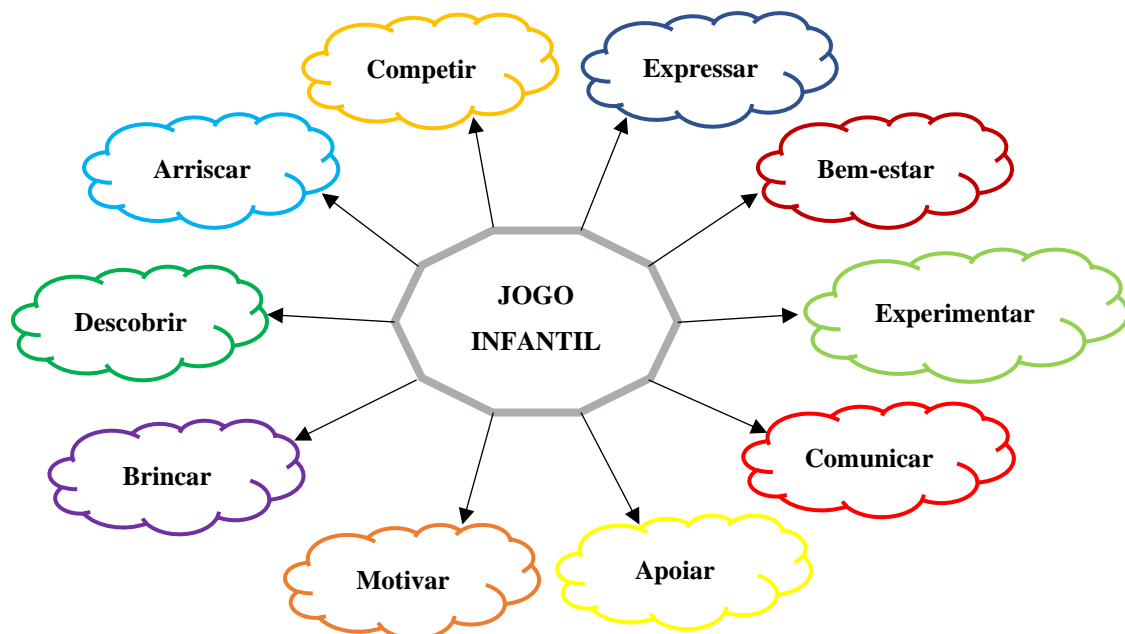 Competir
Expressar
Arriscar
Bem-estar
JOGO
INFANTIL
Descobrir
Experimentar
Brincar
Comunicar
Motivar
Apoiar